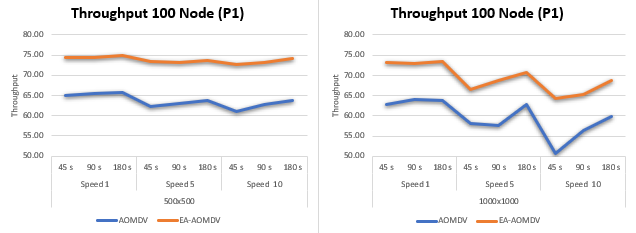 Throughput 100 Node (P1)
80.00
75.00
70.00
65.00
60.00
55.00
50.00
Throughput
45 s 90 s 180 s 45 s 90 s 180 s 45 s 90 s 180 s
Speed 1 Speed 5 Speed 10
500x500
AOMDV EA-AOMDV
Throughput 100 Node (P1)
80.00
75.00
70.00
65.00
60.00
55.00
50.00
Throughput
45 s 90 s 180 s 45 s 90 s 180 s 45 s 90 s 180 s
Speed 1 Speed 5 Speed 10
1000x1000
AOMDV EA-AOMDV